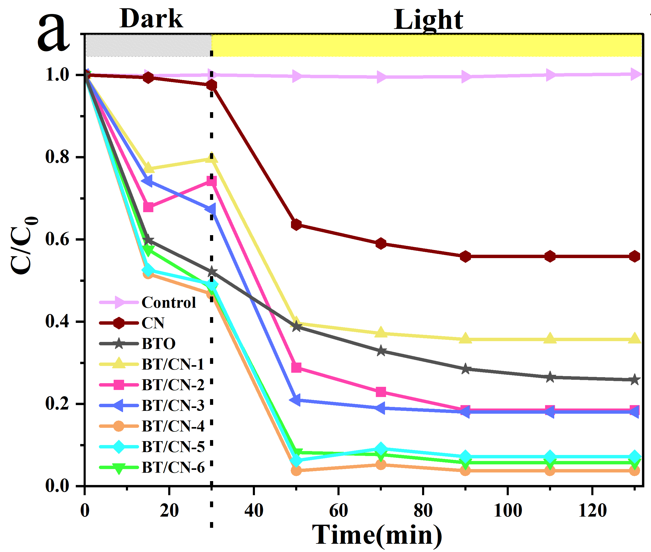 a
Dark Light
1.0
0.8
0.6
0.4
0.2
0.0
C/C0
Control
CN
BTO
BT/CN-1
BT/CN-2
BT/CN-3
BT/CN-4
BT/CN-5
BT/CN-6
0 20 40 60 80 100 120
Time(min)